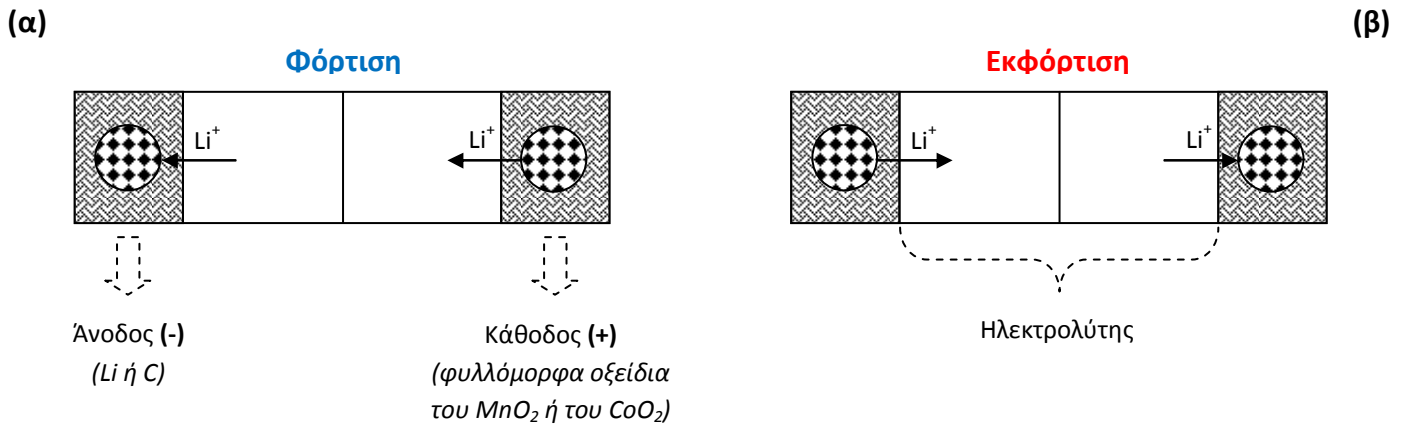 (α)
(β)
Φόρτιση
Εκφόρτιση
Li⁺
Li⁺
Li⁺
Li⁺
Άνοδος (-)
(Li ή C)
Κάθοδος (+)
(φυλλόμορφα οξείδια
του MnO₂ ή του CoO₂)
Ηλεκτρολύτης